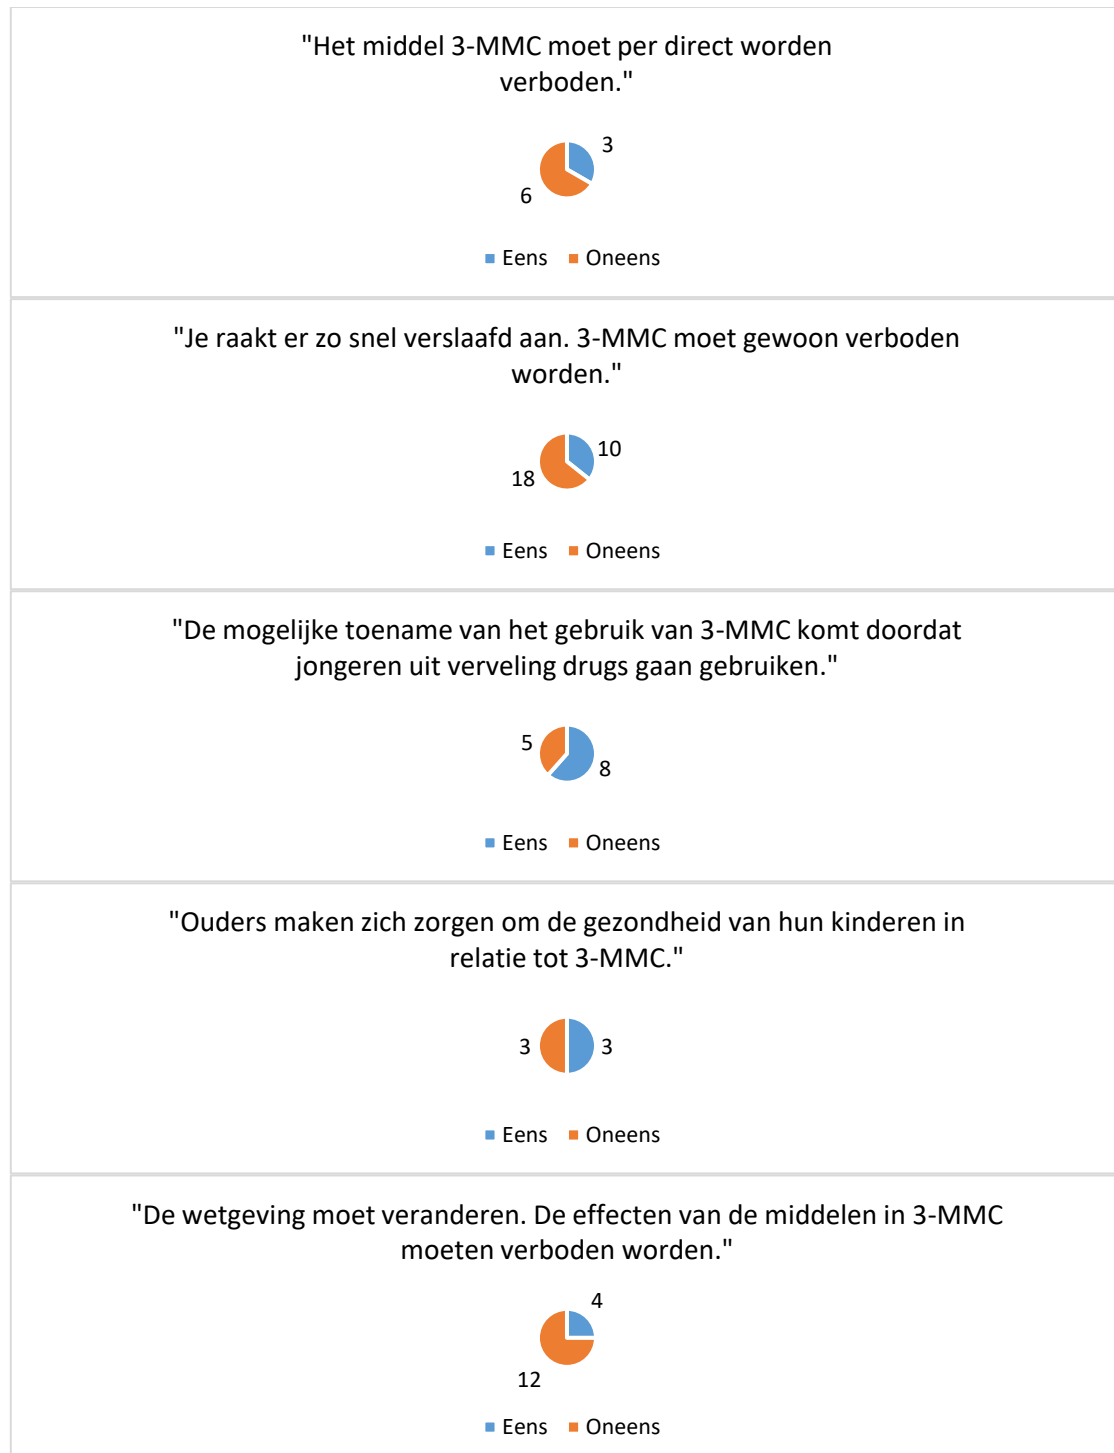 "Het middel 3-MMC moet per direct worden
verboden."
3
6
Eens Oneens
"Je raakt er zo snel verslaafd aan. 3-MMC moet gewoon verboden
worden."
10
18
Eens Oneens
"De mogelijke toename van het gebruik van 3-MMC komt doordat
jongeren uit verveling drugs gaan gebruiken."
5
8
Eens Oneens
"Ouders maken zich zorgen om de gezondheid van hun kinderen in
relatie tot 3-MMC."
3 3
Eens Oneens
"De wetgeving moet veranderen. De effecten van de middelen in 3-MMC
moeten verboden worden."
4
12
Eens Oneens